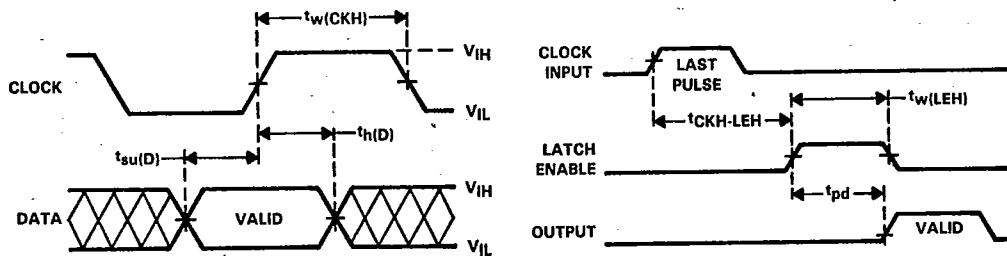 tw(CKH)
VIH
CLOCK
VIL
th(D)
tsu(D)
VIH
DATA
VALID
VIL
CLOCK
INPUT
LAST
PULSE
tw(LEH)
tCKH-LEH
LATCH
ENABLE
tpd
OUTPUT
VALID